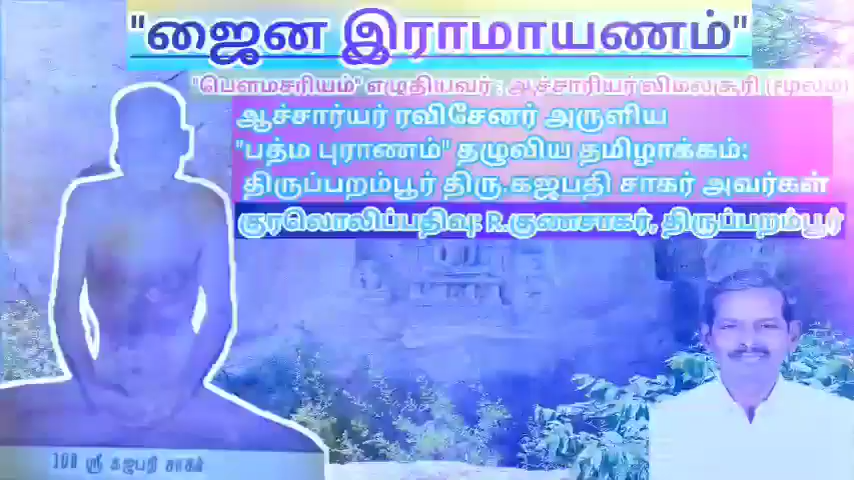 "ஜைன இராமாயணம்"
"பௌமசரியம்" எழுதியவர் : ஆச்சாரியர் விமலசூரி (மூலம்)
ஆச்சார்யர் ரவிசேனர் அருளிய
"பத்ம புராணம்" தழுவிய தமிழாக்கம்:
திருப்பறம்பூர் திரு.கஜபதி சாகர் அவர்கள்
குரலொலிப்பதிவு: R.குணசாகர், திருப்பறம்பூர்
108 ஸ்ரீ கஜபதி சாகர்